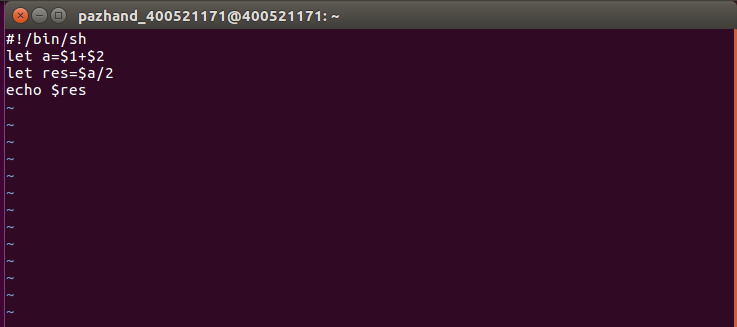 pazhand_400521171@400521171: ~
#!/bin/sh
let a=$1+$2
let res=$a/2
echo $res
~
~
~
~
~
~
~
~
~
~
~
~
~